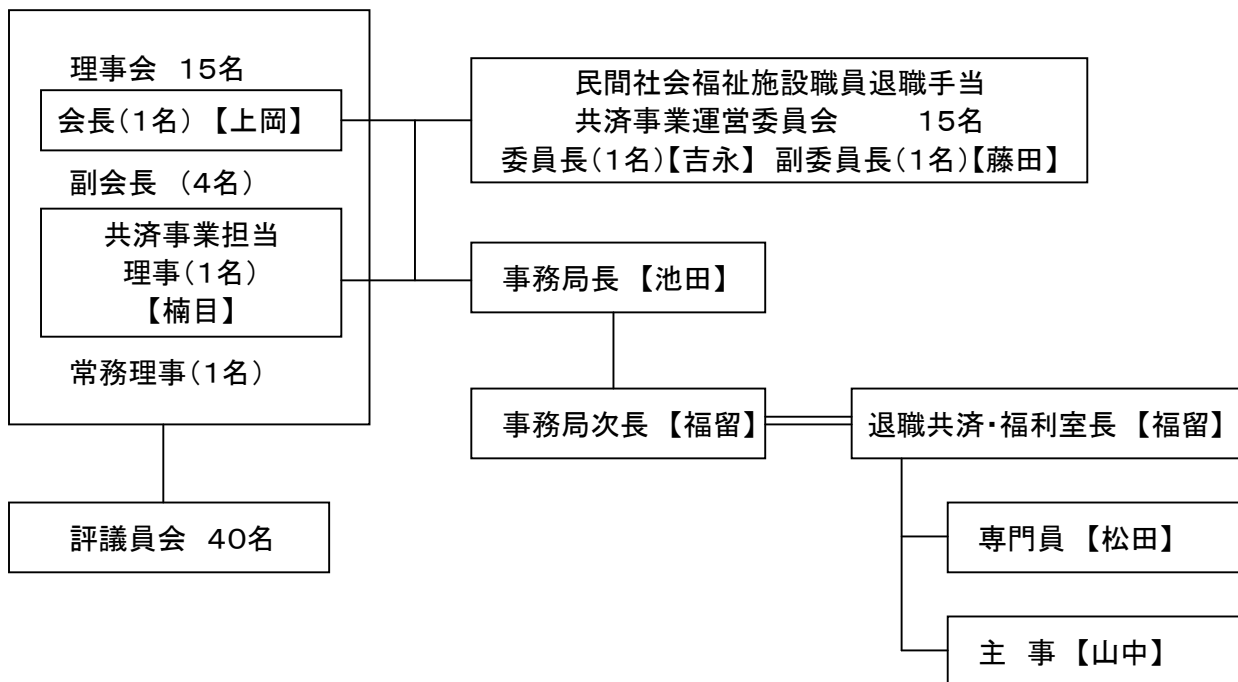 理事会 15名
会長(1名)【上岡】
副会長 (4名)
共済事業担当
理事(1名)
【楠目】
常務理事(1名)
評議員会 40名
民間社会福祉施設職員退職手当
共済事業運営委員会 15名
委員長(1名)【吉永】 副委員長(1名)【藤田】
事務局長 【池田】
事務局次長 【福留】
退職共済・福利室長 【福留】
専門員 【松田】
主 事 【山中】